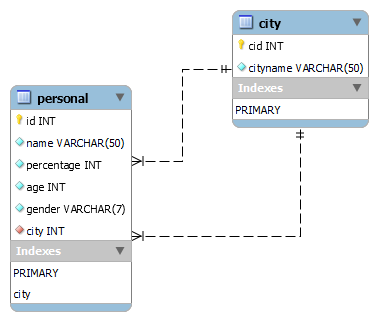 city
cid INT
cityname VARCHAR(50)
Indexes
PRIMARY
personal
id INT
name VARCHAR(50)
percentage INT
age INT
gender VARCHAR(7)
city INT
Indexes
PRIMARY
city